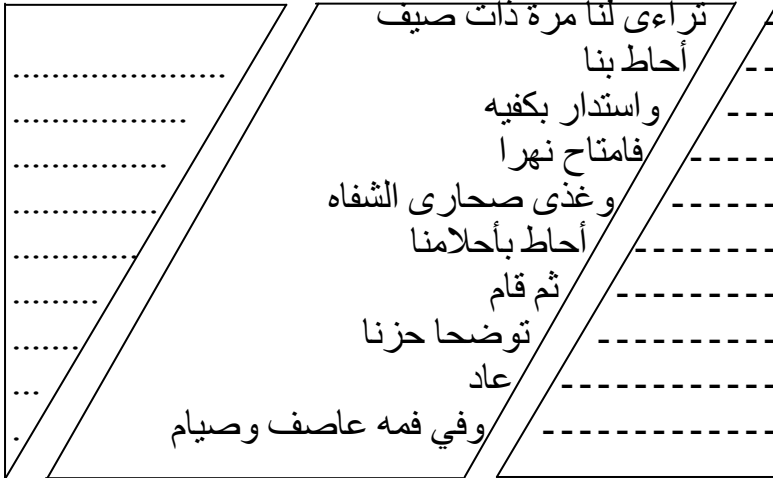 تراءى لنا مرة ذات صيف
أحاط بنا
واستدار بكفيه
فامتاح نهرا
وغذى صحارى الشفاه
أحاط بأحلامنا
ثم قام
توضحا حزنا
عاد
وفي فمه عاصف وصيام